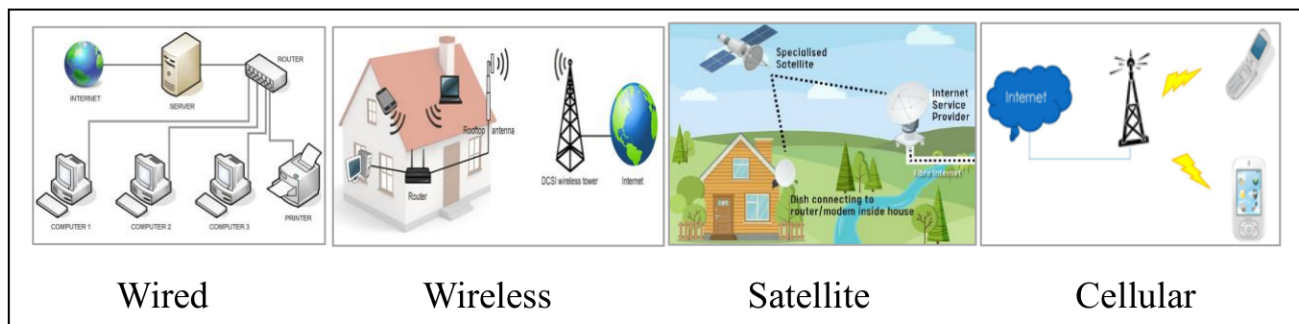 INTERNET
SERVER
ROUTER
COMPUTER 1
COMPUTER 2
COMPUTER 3
PRINTER
Rooftop antenna
Router
DCSI wireless tower
Internet
Specialised
Satellite
Internet
Service
Provider
Fibre Internet
Dish connecting to
router/modem inside house
Internet
Wired
Wireless
Satellite
Cellular